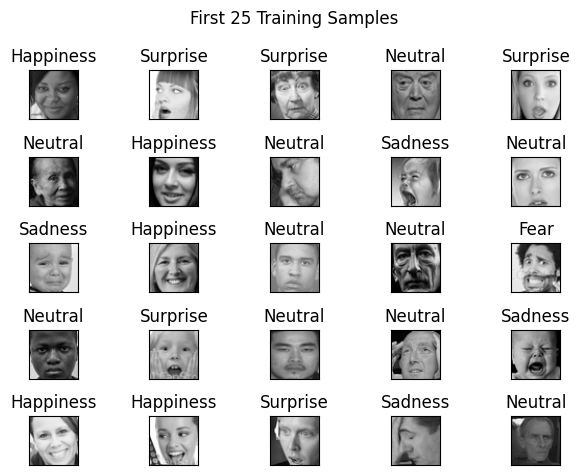 First 25 Training Samples
Happiness Surprise Surprise Neutral Surprise
Neutral Happiness Neutral Sadness Neutral
Sadness Happiness Neutral Neutral Fear
Neutral Surprise Neutral Neutral Sadness
Happiness Happiness Surprise Sadness Neutral